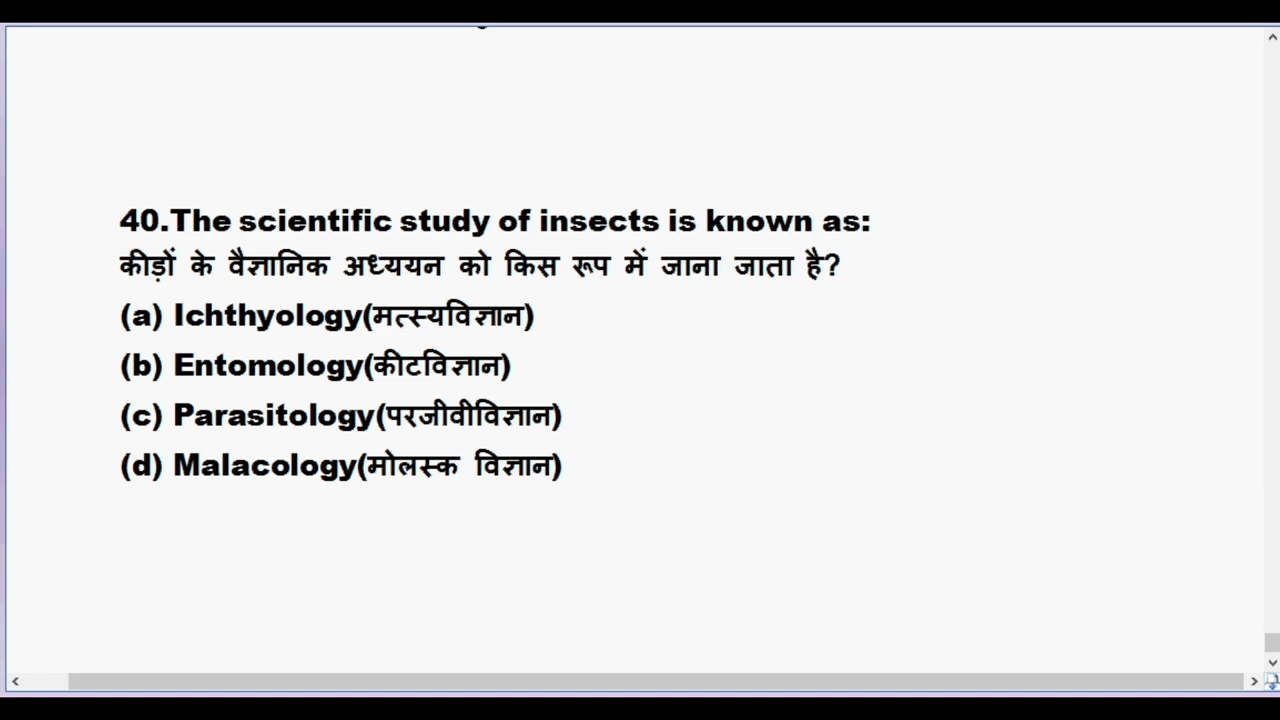 40.The scientific study of insects is known as:
कीड़ों के वैज्ञानिक अध्ययन को किस रूप में जाना जाता है?
(a) Ichthyology(मत्स्यविज्ञान)
(b) Entomology(कीटविज्ञान)
(c) Parasitology(परजीवीविज्ञान)
(d) Malacology(मोलस्क विज्ञान)